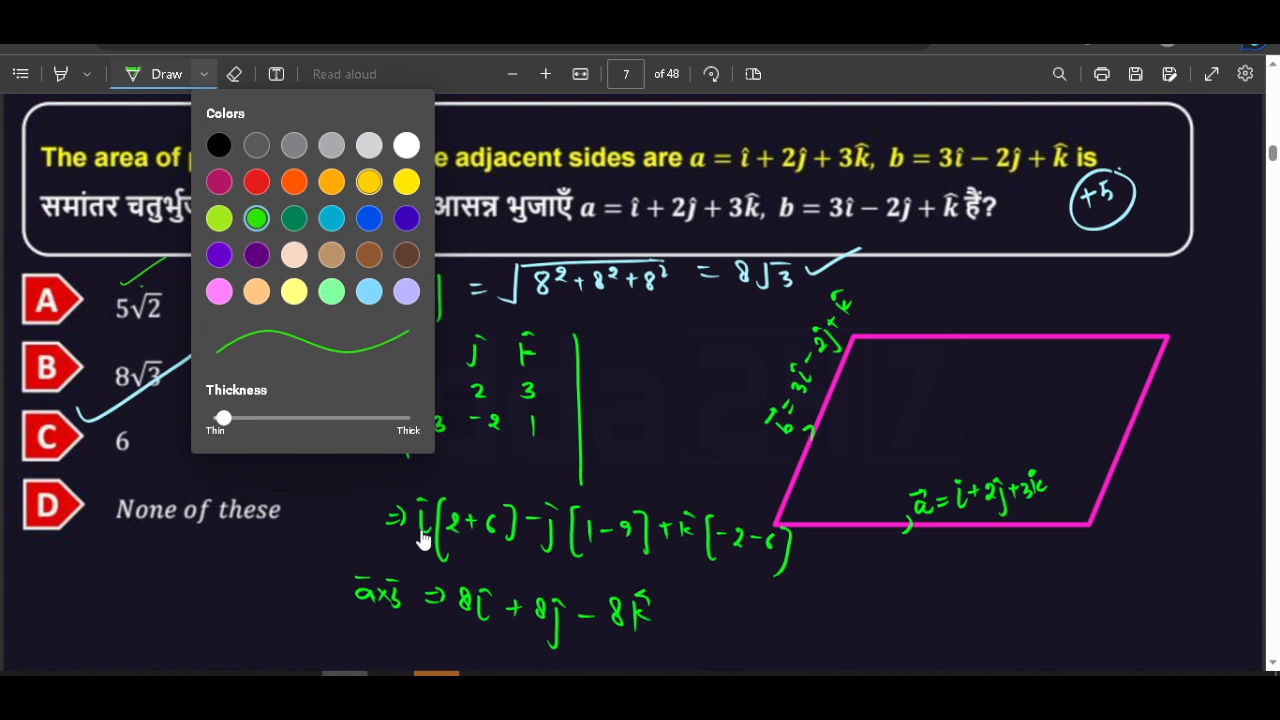 Draw
Read aloud
7 of 48
Colors
Thickness
Thin Thick
The area of e adjacent sides are a = î + 2ĵ + 3k̂, b = 3î − 2ĵ + k̂ is
समांतर चतुर्भुज आसन्न भुजाएँ a = î + 2ĵ + 3k̂, b = 3î − 2ĵ + k̂ हैं?
+5
A 5√2
= √8²+8²+8² = 8√3
B 8√3
ĵ k̂
2 3
3 -2 1
b = 3î - 2ĵ + k
C 6
a = i + 2ĵ + 3k
D None of these
⇒ î[2+6] - ĵ[1-9] + k̂[-2-6]
a×b ⇒ 8î + 8ĵ - 8k̂